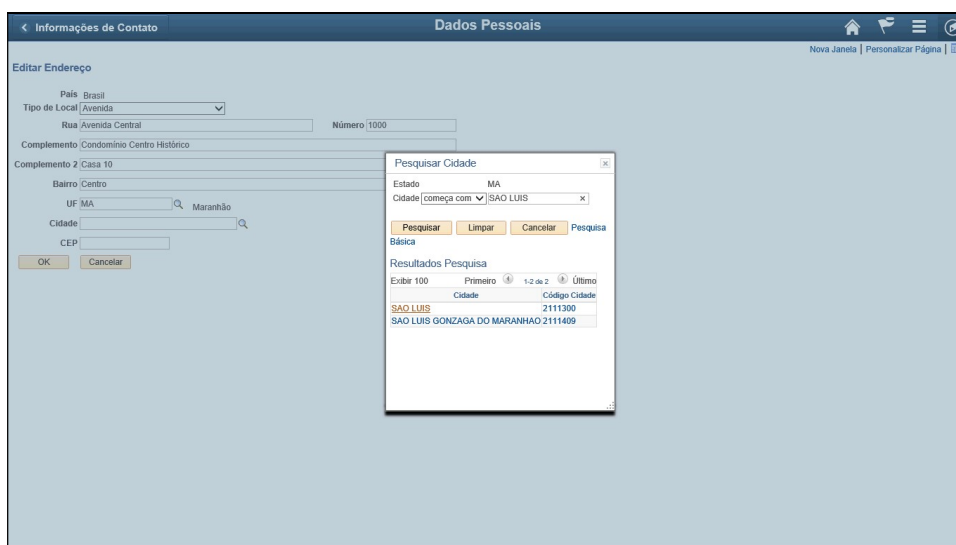 Informações de Contato
Dados Pessoais
Nova Janela | Personalizar Página |
Editar Endereço
País Brasil
Tipo de Local Avenida
Rua Avenida Central Número 1000
Complemento Condomínio Centro Histórico
Complemento 2 Casa 10
Bairro Centro
UF MA Maranhão
Cidade
CEP
OK Cancelar
Pesquisar Cidade
Estado MA
Cidade começa com SAO LUIS
Pesquisar Limpar Cancelar Pesquisa
Básica
Resultados Pesquisa
Exibir 100 Primeiro 1-2 de 2 Último
Cidade Código Cidade
SAO LUIS 2111300
SAO LUIS GONZAGA DO MARANHAO 2111409